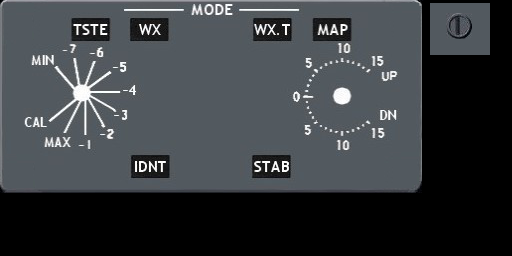 MODE
TSTE WX WX.T MAP
-7 -6 10
MIN -5 5 15
UP
-4 0
-3
CAL -2 5 DN
MAX -1 10 15
IDNT STAB